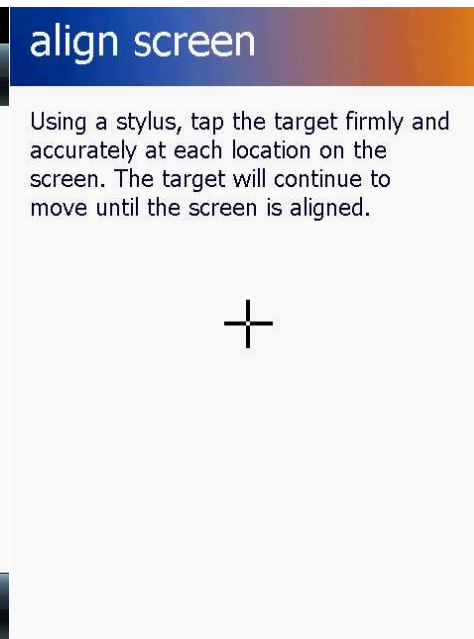 align screen
Using a stylus, tap the target firmly and
accurately at each location on the
screen. The target will continue to
move until the screen is aligned.